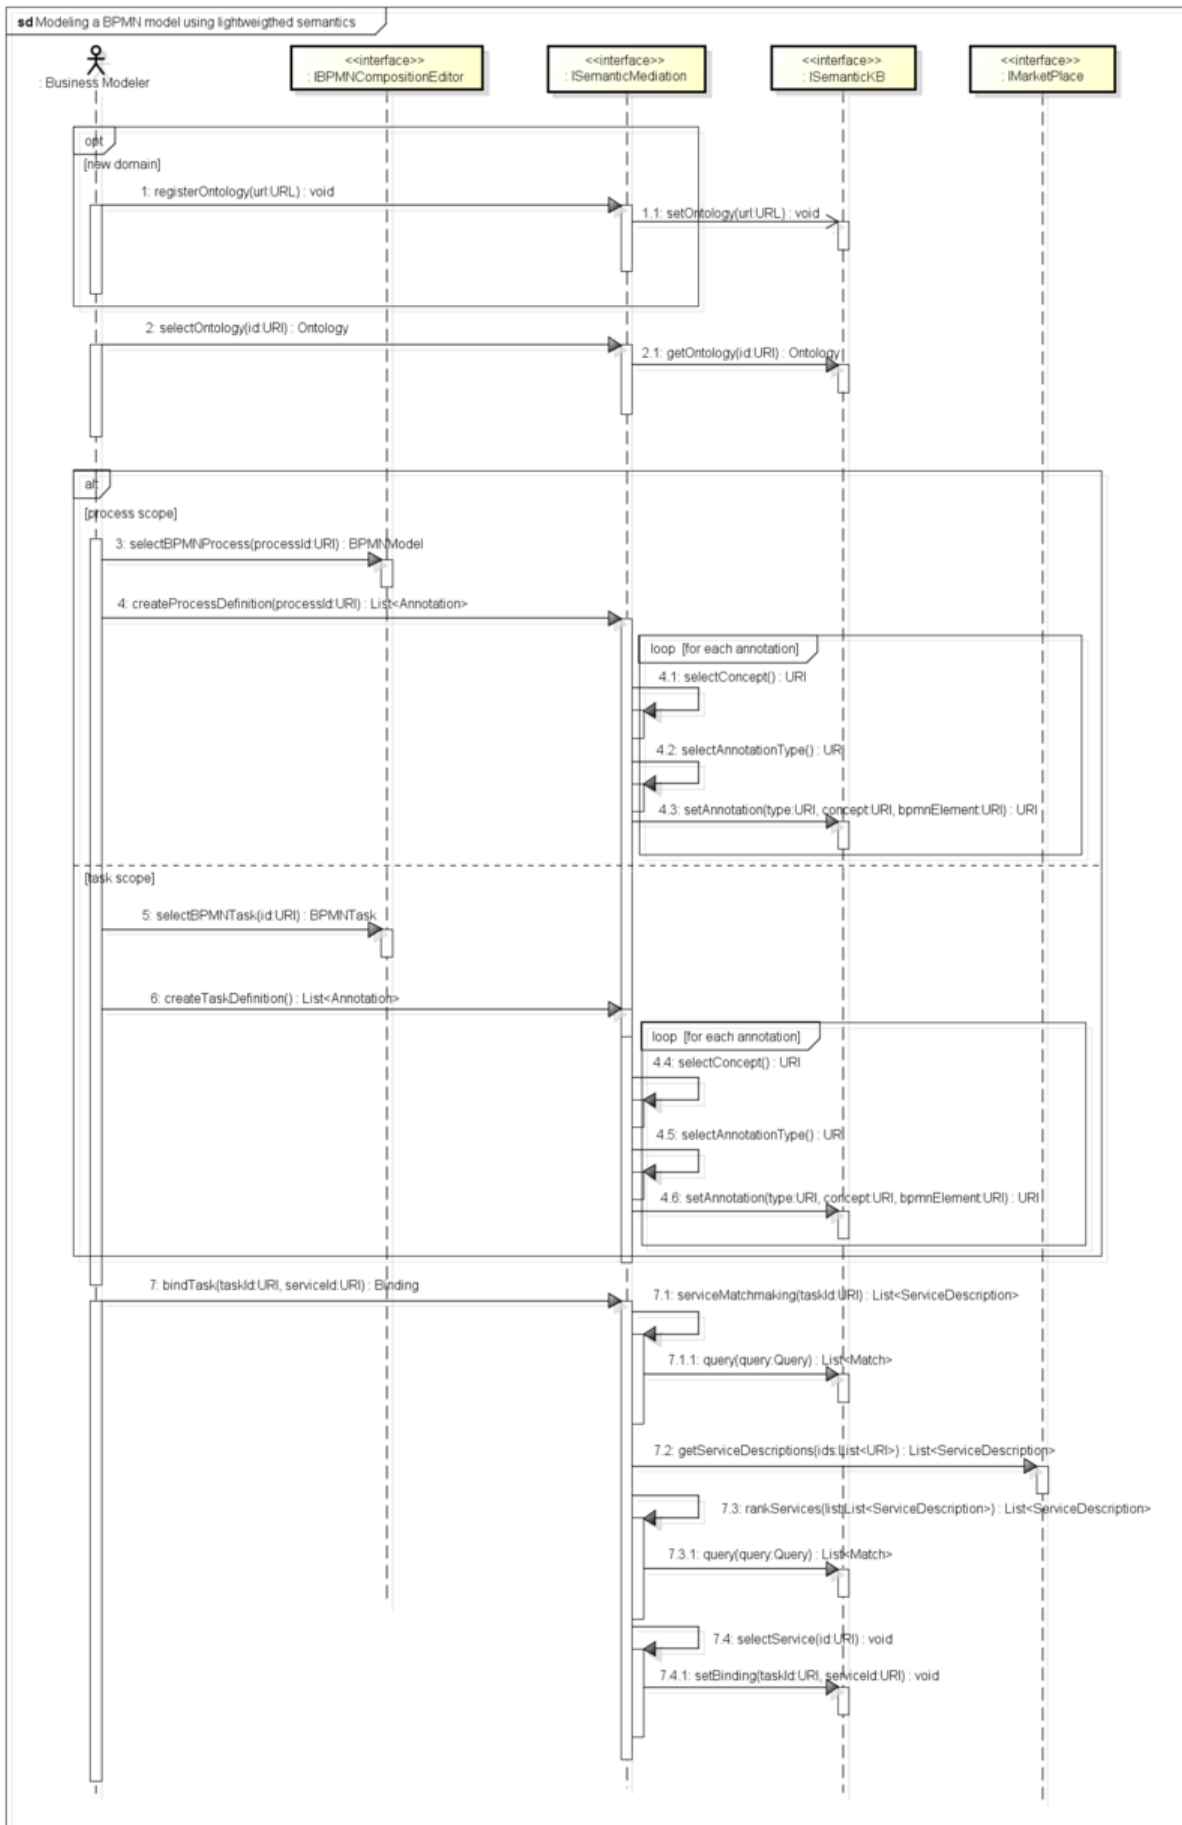 sd Modeling a BPMN model using lightweigthed semantics
: Business Modeler
<<interface>>
: IBPMNCompositionEditor
<<interface>>
: ISemanticMediation
<<interface>>
: ISemanticKB
<<interface>>
: IMarketPlace
opt
[new domain]
1: registerOntology(url:URL) : void
1.1: setOntology(url:URL) : void
2: selectOntology(id:URI) : Ontology
2.1: getOntology(id:URI) : Ontology
alt
[process scope]
3: selectBPMNProcess(processId:URI) : BPMNModel
4: createProcessDefinition(processId:URI) : List<Annotation>
loop [for each annotation]
4.1: selectConcept() : URI
4.2: selectAnnotationType() : URI
4.3: setAnnotation(type:URI, concept:URI, bpmnElement:URI) : URI
[task scope]
5: selectBPMNTask(id:URI) : BPMNTask
6: createTaskDefinition() : List<Annotation>
loop [for each annotation]
4.4: selectConcept() : URI
4.5: selectAnnotationType() : URI
4.6: setAnnotation(type:URI, concept:URI, bpmnElement:URI) : URI
7: bindTask(taskId:URI, serviceId:URI) : Binding
7.1: serviceMatchmaking(taskId:URI) : List<ServiceDescription>
7.1.1: query(query:Query) : List<Match>
7.2: getServiceDescriptions(ids:List<URI>) : List<ServiceDescription>
7.3: rankServices(list:List<ServiceDescription>) : List<ServiceDescription>
7.3.1: query(query:Query) : List<Match>
7.4: selectService(id:URI) : void
7.4.1: setBinding(taskId:URI, serviceId:URI) : void